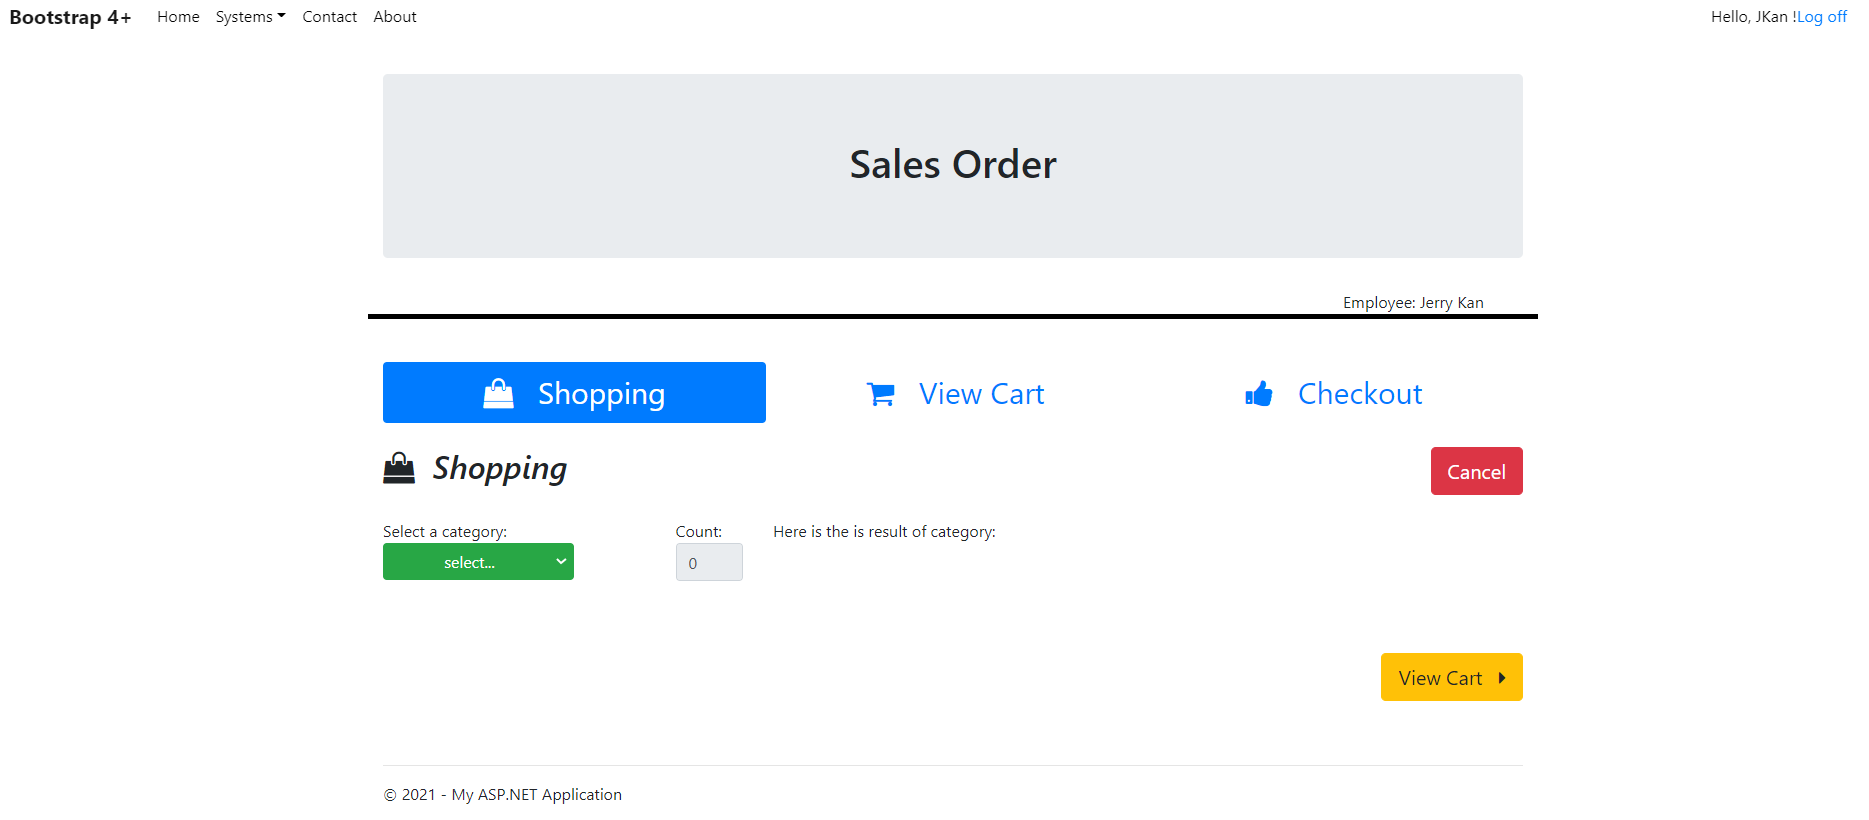 Bootstrap 4+ Home Systems Contact About Hello, JKan !Log off
Sales Order
Employee: Jerry Kan
Shopping View Cart Checkout
Shopping Cancel
Select a category: Count: Here is the is result of category:
select... 0
View Cart
© 2021 - My ASP.NET Application